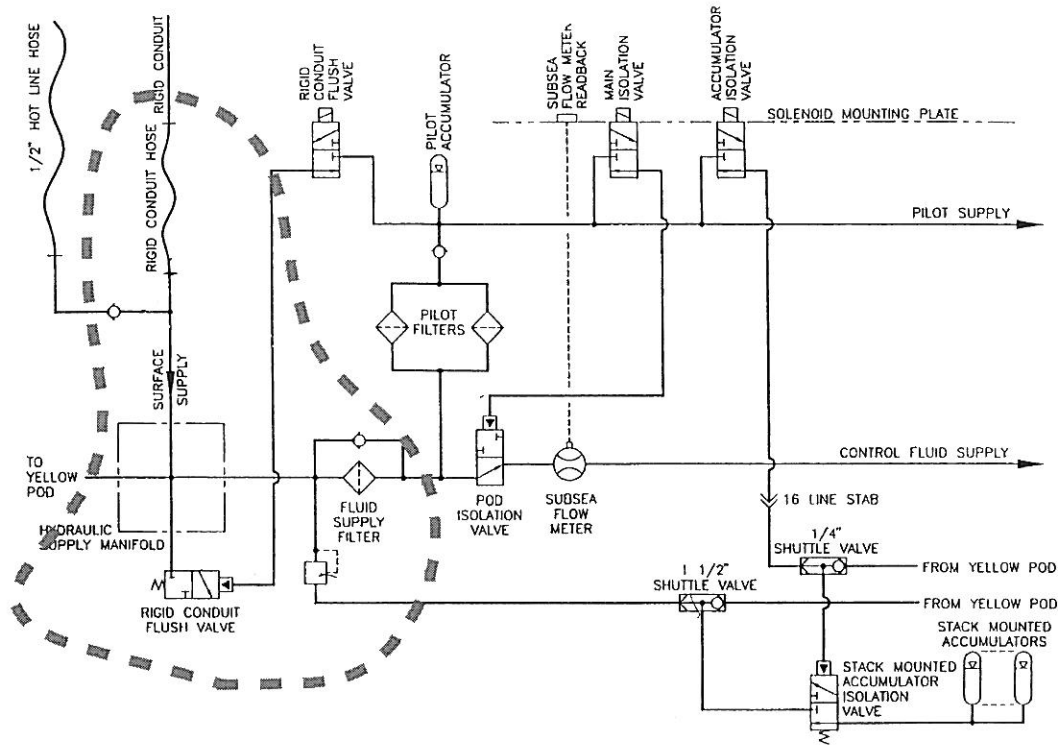 1/2" HOT LINE HOSE
RIGID CONDUIT
RIGID CONDUIT HOSE
RIGID
CONDUIT
FLUSH
VALVE
PILOT
ACCUMULATOR
SUBSEA
FLOW METER
READBACK
MAIN
ISOLATION
VALVE
ACCUMULATOR
ISOLATION
VALVE
SOLENOID MOUNTING PLATE
PILOT SUPPLY
PILOT
FILTERS
SURFACE
SUPPLY
TO
YELLOW
POD
HYDRAULIC
SUPPLY MANIFOLD
FLUID
SUPPLY
FILTER
POD
ISOLATION
VALVE
SUBSEA
FLOW
METER
CONTROL FLUID SUPPLY
16 LINE STAB
1/4"
SHUTTLE VALVE
FROM YELLOW POD
1 1/2"
SHUTTLE VALVE
FROM YELLOW POD
RIGID CONDUIT
FLUSH VALVE
STACK MOUNTED
ACCUMULATORS
STACK MOUNTED
ACCUMULATOR
ISOLATION
VALVE